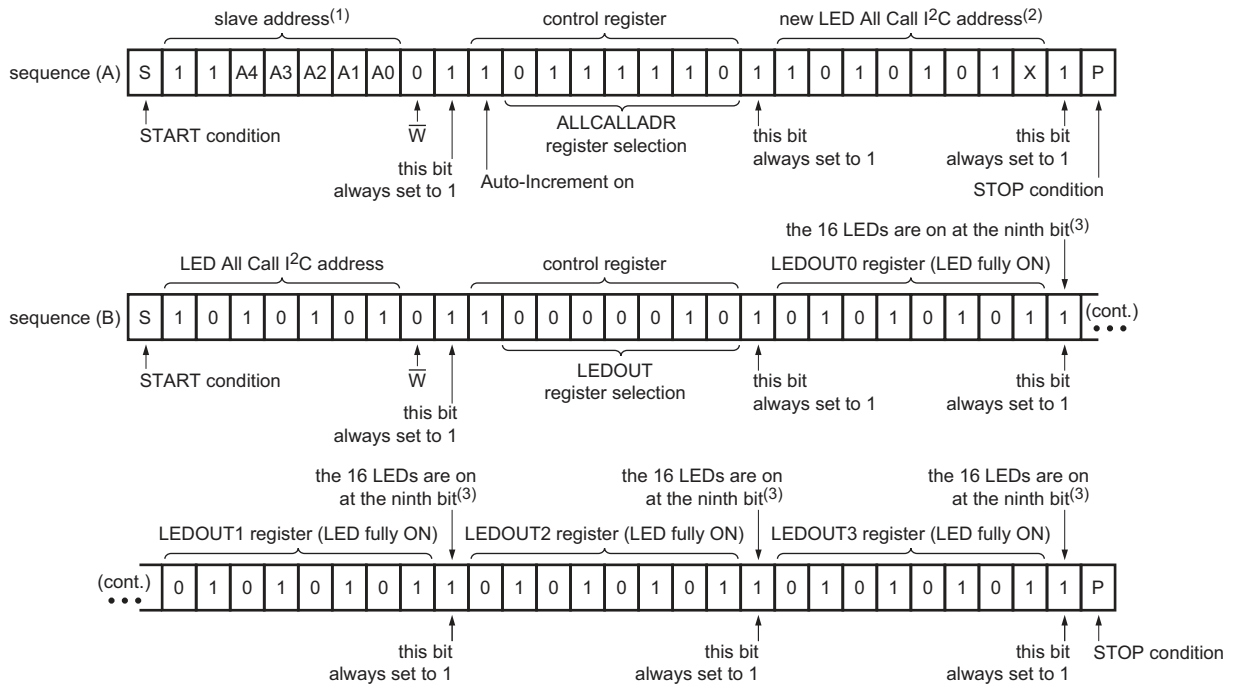 slave address(1) control register new LED All Call I2C address(2)
sequence (A) S 1 1 A4 A3 A2 A1 A0 0 1 1 0 1 1 1 1 1 0 1 1 0 1 0 1 0 1 X 1 P
START condition W ALLCALLADR this bit this bit
register selection always set to 1 always set to 1
this bit
always set to 1 Auto-Increment on STOP condition
the 16 LEDs are on at the ninth bit(3)
LED All Call I2C address control register LEDOUT0 register (LED fully ON)
sequence (B) S 1 0 1 0 1 0 1 0 1 1 0 0 0 0 0 1 0 1 0 1 0 1 0 1 0 1 1 (cont.)
START condition W LEDOUT this bit this bit
register selection always set to 1 always set to 1
this bit
always set to 1
the 16 LEDs are on the 16 LEDs are on the 16 LEDs are on
at the ninth bit(3) at the ninth bit(3) at the ninth bit(3)
LEDOUT1 register (LED fully ON) LEDOUT2 register (LED fully ON) LEDOUT3 register (LED fully ON)
(cont.) 0 1 0 1 0 1 0 1 1 0 1 0 1 0 1 0 1 1 0 1 0 1 0 1 0 1 1 P
this bit this bit this bit STOP condition
always set to 1 always set to 1 always set to 1